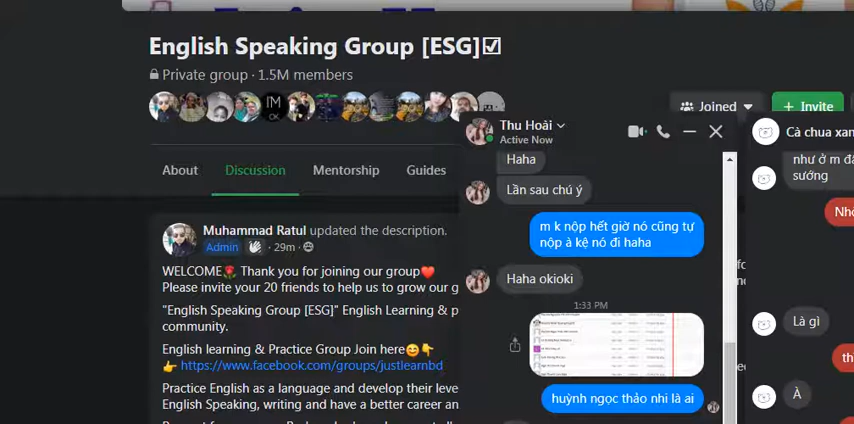 English Speaking Group [ESG]☑
Private group · 1.5M members
Joined
+ Invite
About
Discussion
Mentorship
Guides
Muhammad Ratul updated the description.
Admin · 29m ·
WELCOME🌹 Thank you for joining our group❤
Please invite your 20 friends to help us to grow our g
"English Speaking Group [ESG]" English Learning & p
community.
English learning & Practice Group Join here😊👇
👉 https://www.facebook.com/groups/justlearnbd
Practice English as a language and develop their leve
English Speaking, writing and have a better career an
Thu Hoài
Active Now
Haha
Lần sau chú ý
m k nộp hết giờ nó cũng tự
nộp à kệ nó đi haha
Haha okioki
1:33 PM
huỳnh ngọc thảo nhi là ai
Cà chua xan
như ở m đâ
sướng
Nhc
Là gì
th
À